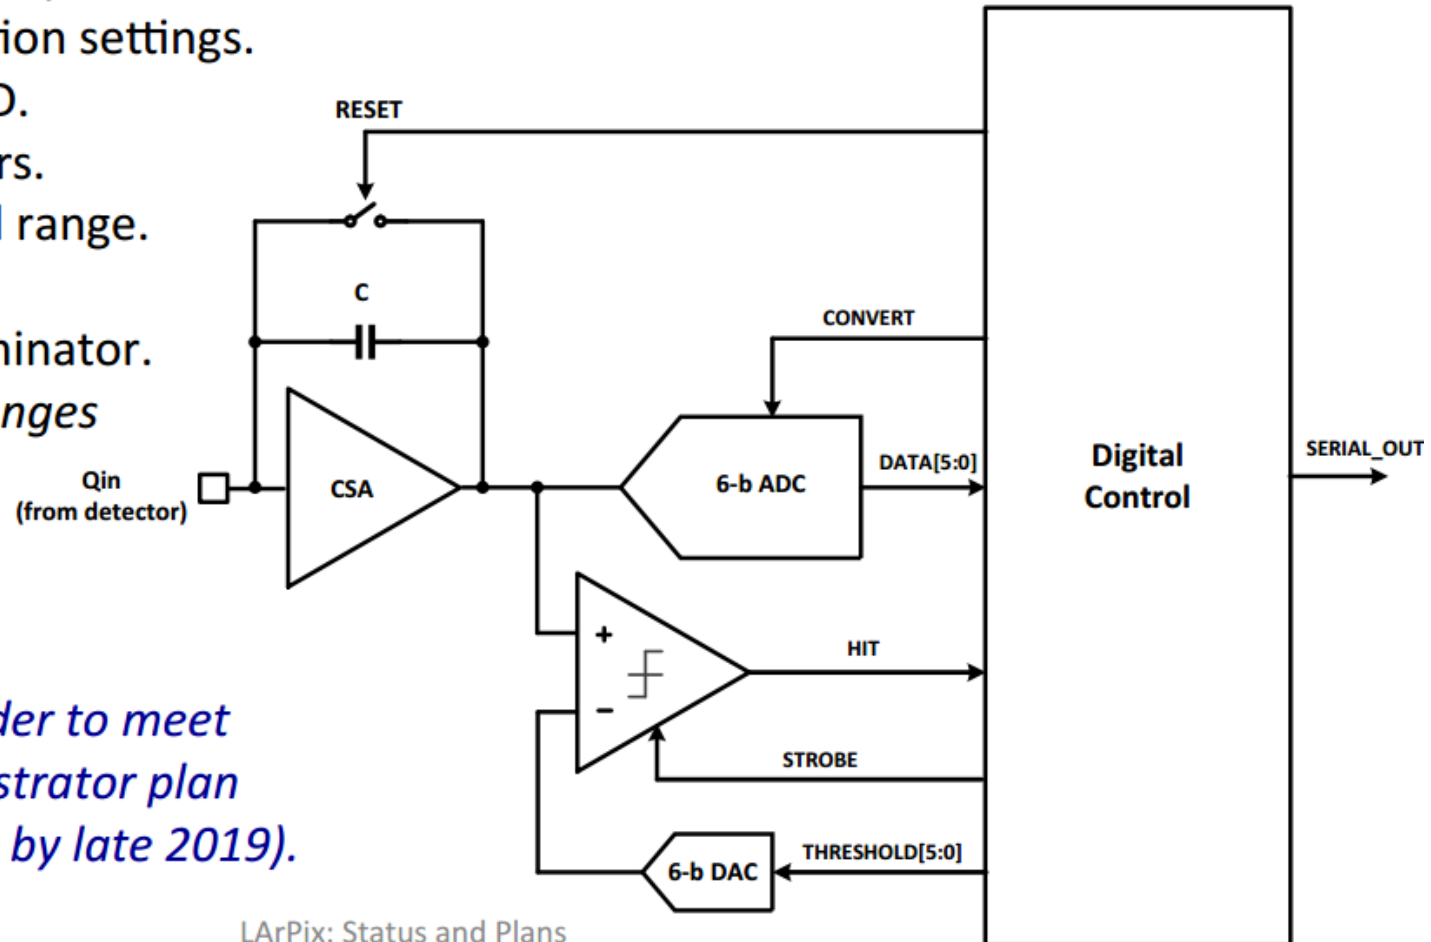 ion settings.
D.
rs.
l range.
ninator.
nges
der to meet
strator plan
by late 2019).
RESET
C
CONVERT
Qin
(from detector)
CSA
6-b ADC
DATA[5:0]
Digital
Control
SERIAL_OUT
+
HIT
−
STROBE
6-b DAC
THRESHOLD[5:0]
LArPix: Status and Plans